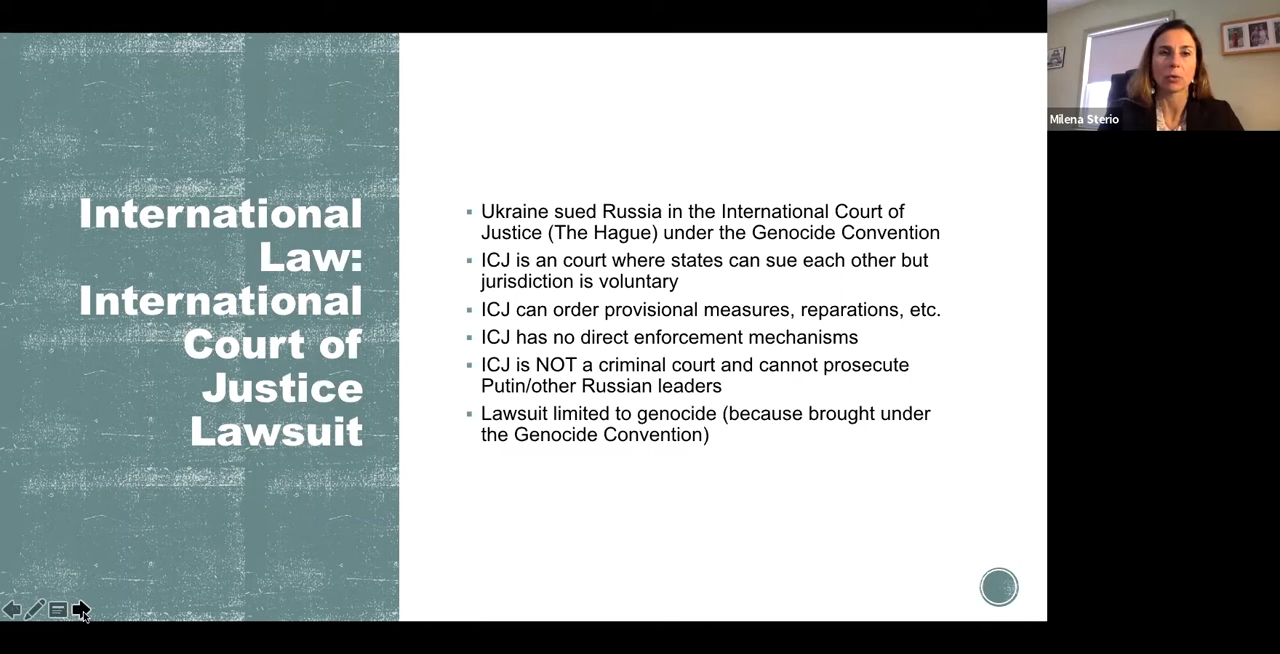 International
Law:
International
Court of
Justice
Lawsuit
▪ Ukraine sued Russia in the International Court of
Justice (The Hague) under the Genocide Convention
▪ ICJ is an court where states can sue each other but
jurisdiction is voluntary
▪ ICJ can order provisional measures, reparations, etc.
▪ ICJ has no direct enforcement mechanisms
▪ ICJ is NOT a criminal court and cannot prosecute
Putin/other Russian leaders
▪ Lawsuit limited to genocide (because brought under
the Genocide Convention)
Milena Sterio